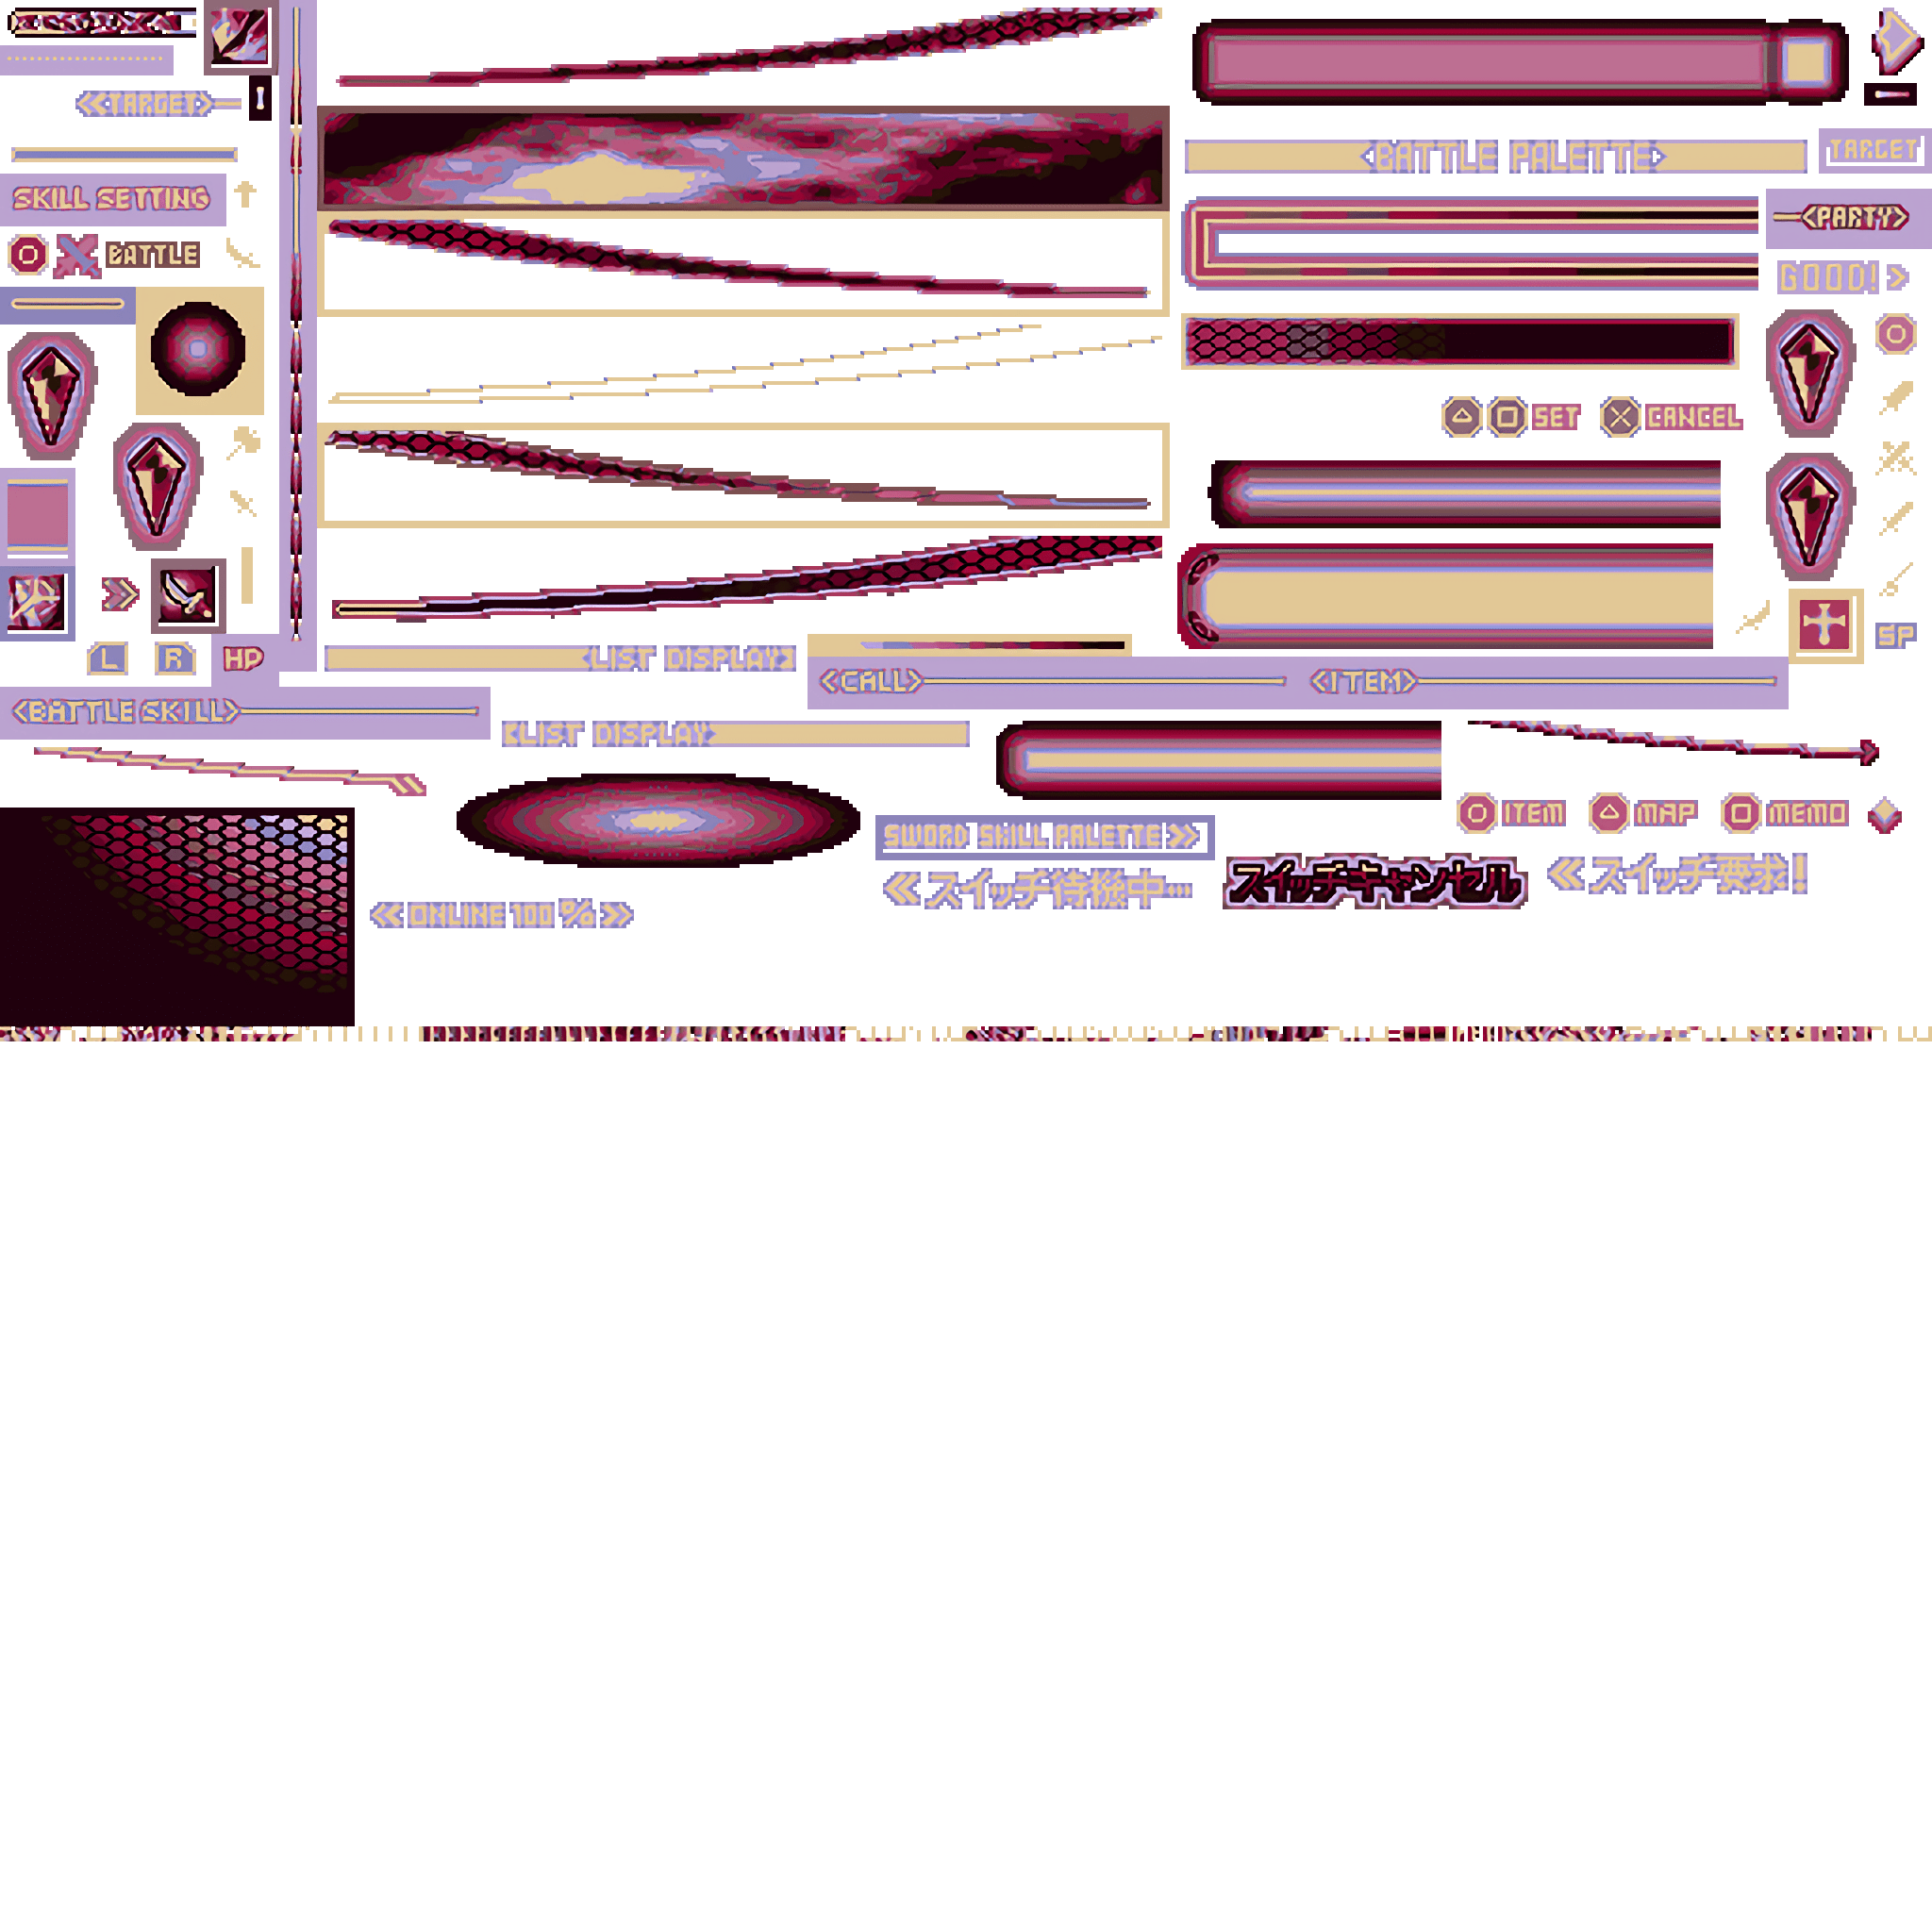 <TARGET>
<BATTLE PALETTE>
TARGET
SKILL SETTING
<PARTY>
BATTLE
GOOD! >
SET
CANCEL
L R HP
<LIST DISPLAY>
SP
<CALL>
<ITEM>
<BATTLE SKILL>
<LIST DISPLAY>
ITEM
MAP
MEMO
SWORD SKILL PALETTE >>
≪スイッチ待機中…
スイッチキャンセル
≪スイッチ要求!
≪ONLINE 100%≫